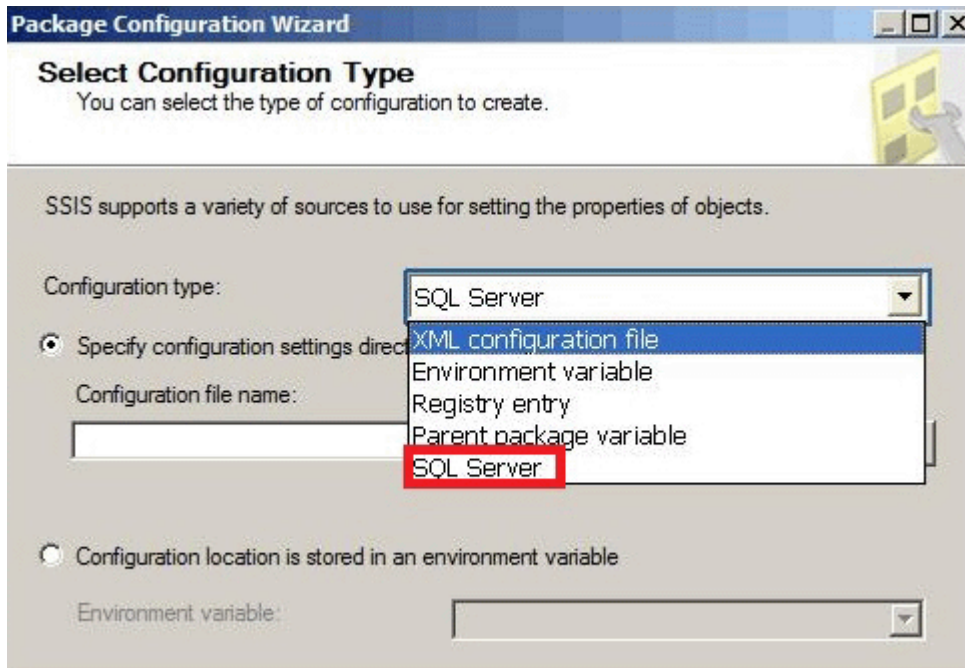 Package Configuration Wizard
Select Configuration Type
You can select the type of configuration to create.
SSIS supports a variety of sources to use for setting the properties of objects.
Configuration type:
SQL Server
XML configuration file
Specify configuration settings
Environment variable
Configuration file name:
Registry entry
Parent package variable
SQL Server
Configuration location is stored in an environment variable
Environment variable: